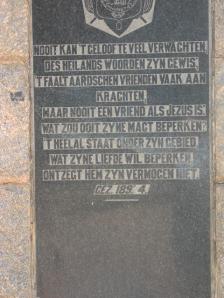 NOOIT KAN 'T GELOOF TE VEEL VERWACHTEN,
DES HEILANDS WOORDEN ZYN GEWIS;
'T FAALT AARDSCHEN VRIENDEN VAAK AAN
KRACHTEN,
MAAR NOOIT EEN VRIEND ALS JEZUS IS:
WAT ZOU OOIT ZYNE MAGT BEPERKEN?
'T HEELAL STAAT ONDER ZYN GEBIED.
WAT ZYNE LIEFDE WIL BEPERKEN,
ONTZEGT HEM ZYN VERMOGEN NIET.
GEZ. 189: 4.